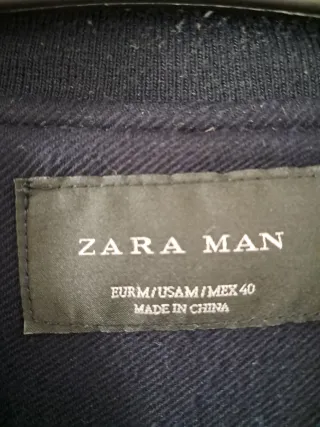 ZARA MAN
EUR M / USA M / MEX 40
MADE IN CHINA